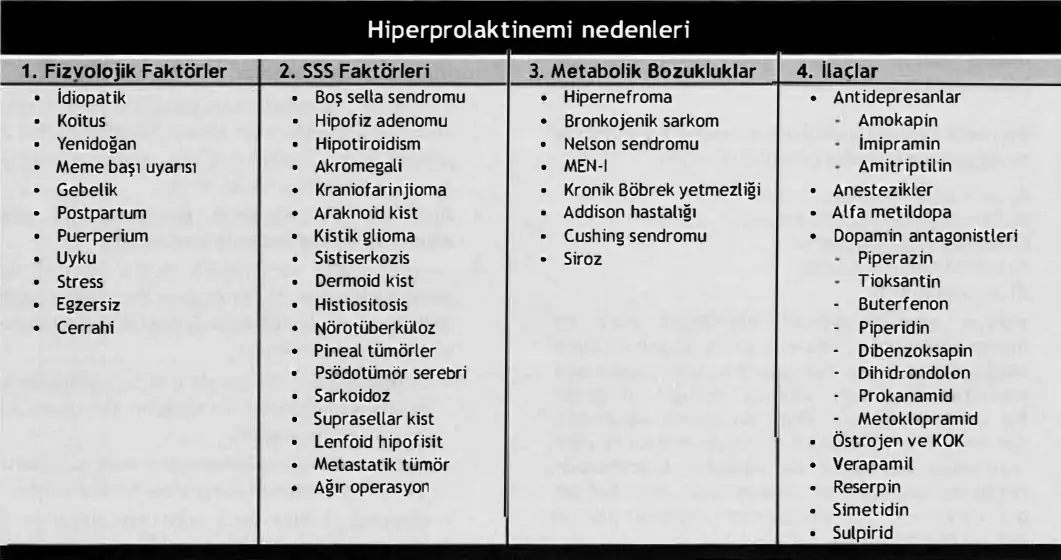 Hiperprolaktinemi nedenleri
1. Fizyolojik Faktörler
• İdiopatik
• Koitus
• Yenidoğan
• Meme başı uyarısı
• Gebelik
• Postpartum
• Puerperium
• Uyku
• Stress
• Egzersiz
• Cerrahi
2. SSS Faktörleri
• Boş sella sendromu
• Hipofiz adenomu
• Hipotiroidism
• Akromegali
• Kraniofarinjioma
• Araknoid kist
• Kistik glioma
• Sistiserkozis
• Dermoid kist
• Histiositoz
• Nörotüberküloz
• Pineal tümörler
• Psödotümör serebri
• Sarkoidoz
• Suprasellar kist
• Lenfoid hipofisit
• Metastatik tümör
• Ağır operasyon
3. Metabolik Bozukluklar
• Hipernefroma
• Bronkojenik sarkom
• Nelson sendromu
• MEN-I
• Kronik Böbrek yetmezliği
• Addison hastalığı
• Cushing sendromu
• Siroz
4. İlaçlar
• Antidepresanlar
- Amokapin
- İmipramin
- Amitriptilin
• Anestezikler
• Alfa metildopa
• Dopamin antagonistleri
- Piperazin
- Tioksantin
- Buterfenon
- Piperidin
- Dibenzoksapin
- Dihidrondolon
- Prokanamid
- Metoklopramid
• Östrojen ve KOK
• Verapamil
• Reserpin
• Simetidin
• Sulpirid